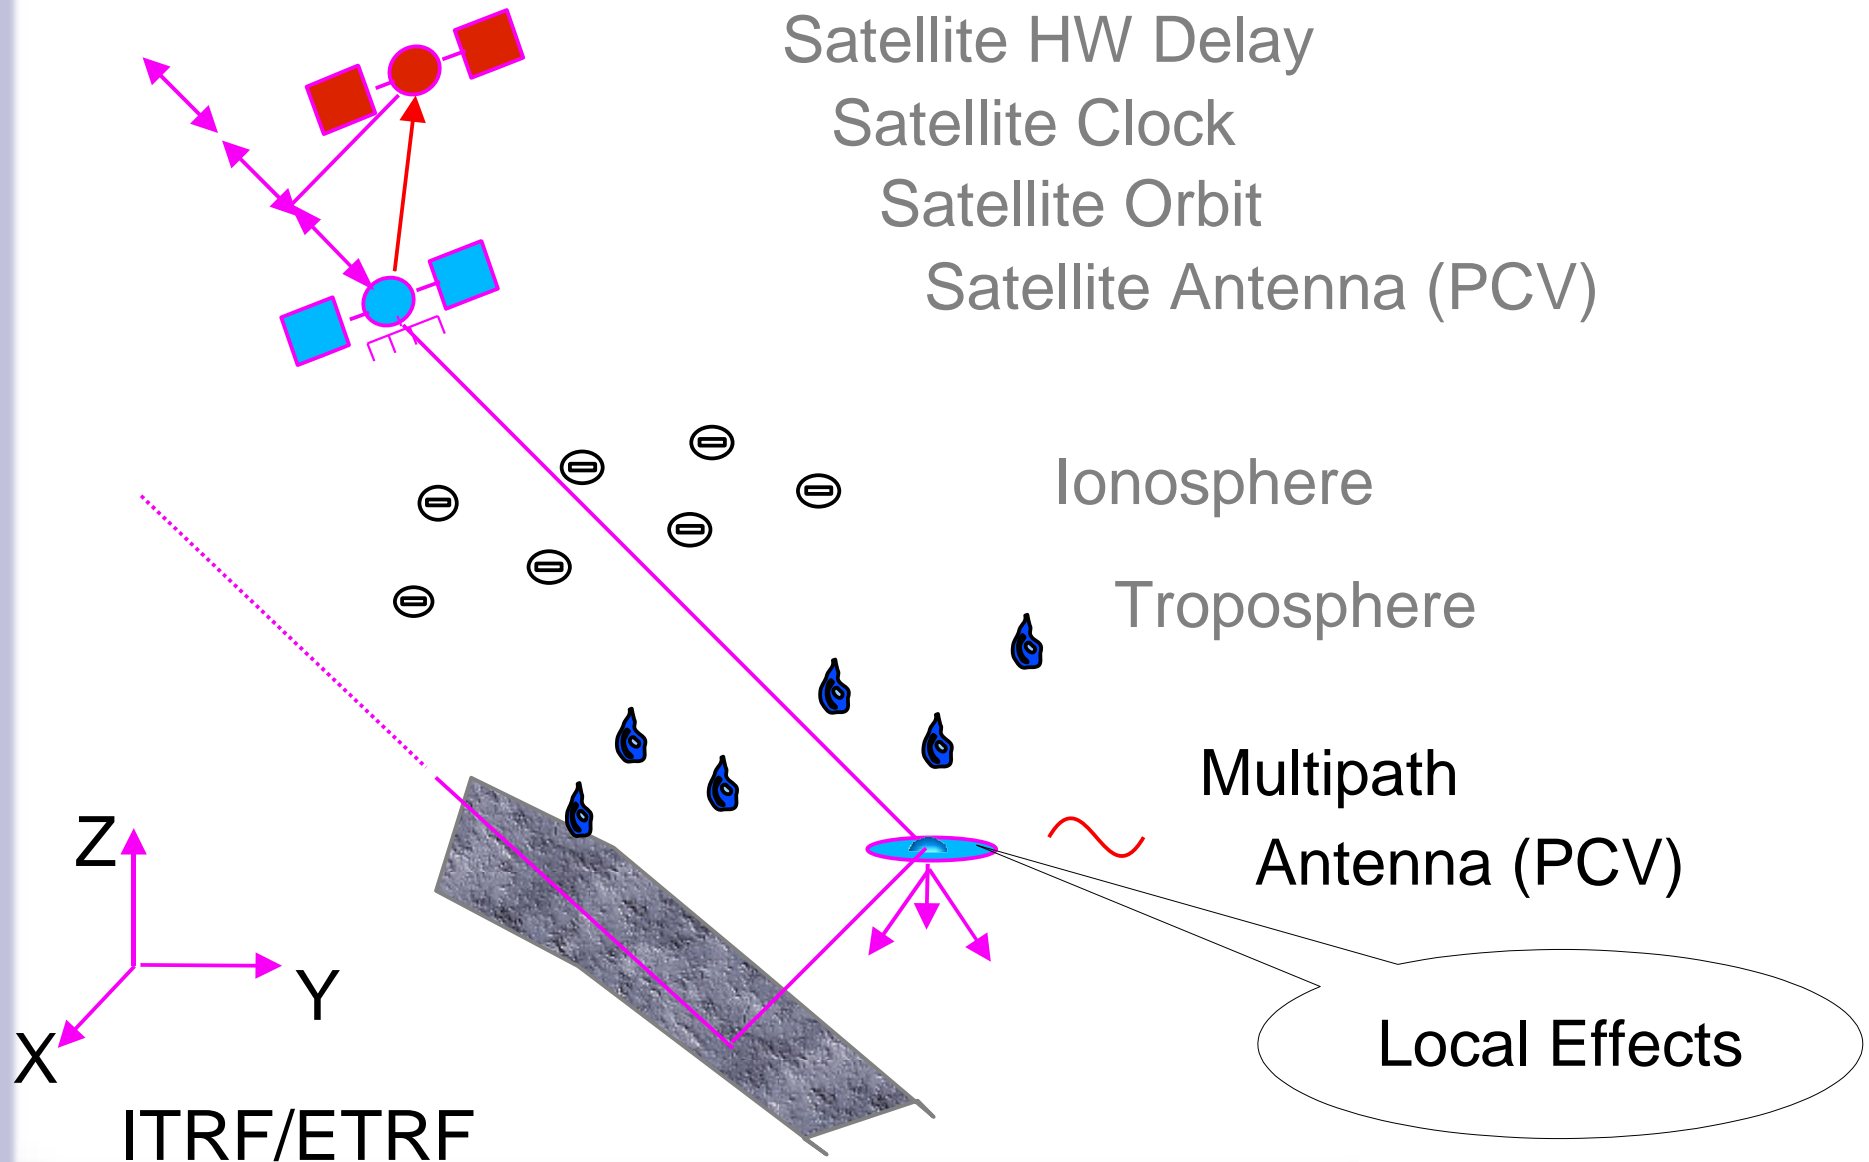 Satellite HW Delay
Satellite Clock
Satellite Orbit
Satellite Antenna (PCV)
Ionosphere
Troposphere
Multipath
Antenna (PCV)
Local Effects
Z
Y
X
ITRF/ETRF